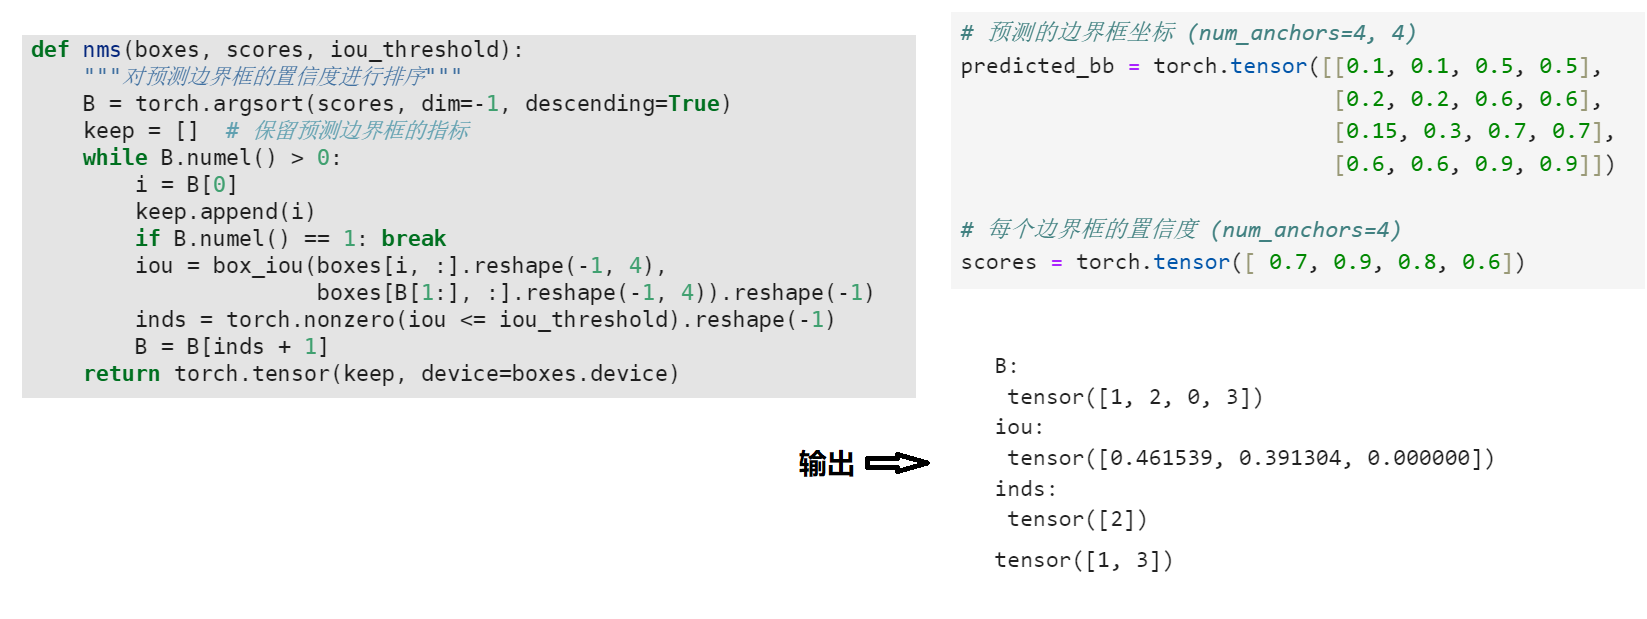 def nms(boxes, scores, iou_threshold):
    """对预测边界框的置信度进行排序"""
    B = torch.argsort(scores, dim=-1, descending=True)
    keep = []  # 保留预测边界框的指标
    while B.numel() > 0:
        i = B[0]
        keep.append(i)
        if B.numel() == 1: break
        iou = box_iou(boxes[i, :].reshape(-1, 4),
                      boxes[B[1:], :].reshape(-1, 4)).reshape(-1)
        inds = torch.nonzero(iou <= iou_threshold).reshape(-1)
        B = B[inds + 1]
    return torch.tensor(keep, device=boxes.device)
# 预测的边界框坐标 (num_anchors=4, 4)
predicted_bb = torch.tensor([[0.1, 0.1, 0.5, 0.5],
                             [0.2, 0.2, 0.6, 0.6],
                             [0.15, 0.3, 0.7, 0.7],
                             [0.6, 0.6, 0.9, 0.9]])
# 每个边界框的置信度 (num_anchors=4)
scores = torch.tensor([ 0.7, 0.9, 0.8, 0.6])
输出
B:
 tensor([1, 2, 0, 3])
iou:
 tensor([0.461539, 0.391304, 0.000000])
inds:
 tensor([2])
tensor([1, 3])